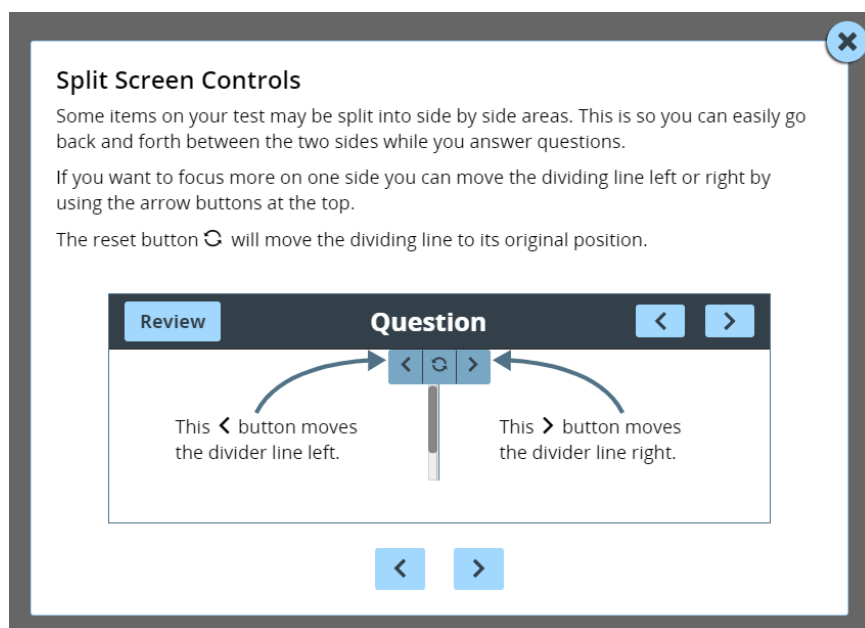 Split Screen Controls
Some items on your test may be split into side by side areas. This is so you can easily go
back and forth between the two sides while you answer questions.
If you want to focus more on one side you can move the dividing line left or right by
using the arrow buttons at the top.
The reset button will move the dividing line to its original position.
Review
Question
This < button moves
the divider line left.
This > button moves
the divider line right.